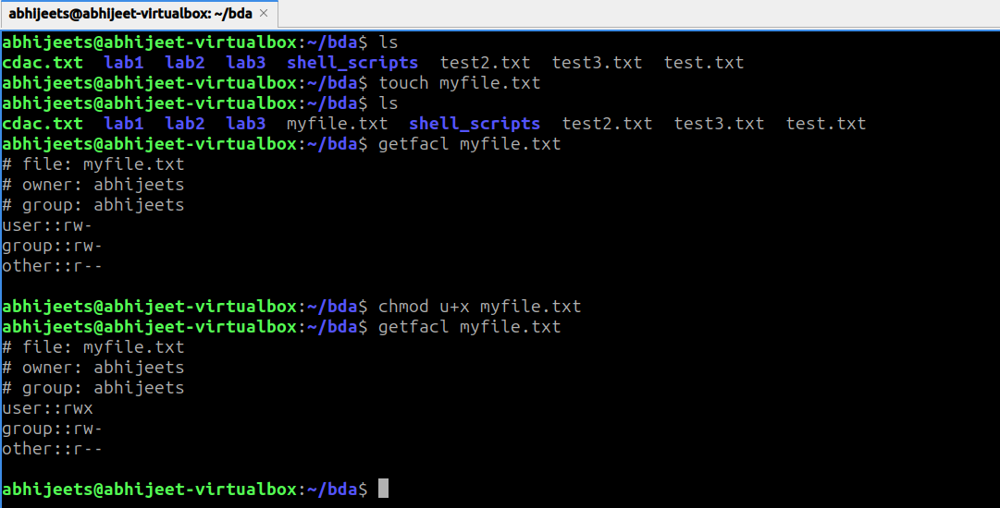 abhijeets@abhijeet-virtualbox: ~/bda ×
abhijeets@abhijeet-virtualbox:~/bda$ ls
cdac.txt  lab1  lab2  lab3  shell_scripts  test2.txt  test3.txt  test.txt
abhijeets@abhijeet-virtualbox:~/bda$ touch myfile.txt
abhijeets@abhijeet-virtualbox:~/bda$ ls
cdac.txt  lab1  lab2  lab3  myfile.txt  shell_scripts  test2.txt  test3.txt  test.txt
abhijeets@abhijeet-virtualbox:~/bda$ getfacl myfile.txt
# file: myfile.txt
# owner: abhijeets
# group: abhijeets
user::rw-
group::rw-
other::r--
abhijeets@abhijeet-virtualbox:~/bda$ chmod u+x myfile.txt
abhijeets@abhijeet-virtualbox:~/bda$ getfacl myfile.txt
# file: myfile.txt
# owner: abhijeets
# group: abhijeets
user::rwx
group::rw-
other::r--
abhijeets@abhijeet-virtualbox:~/bda$